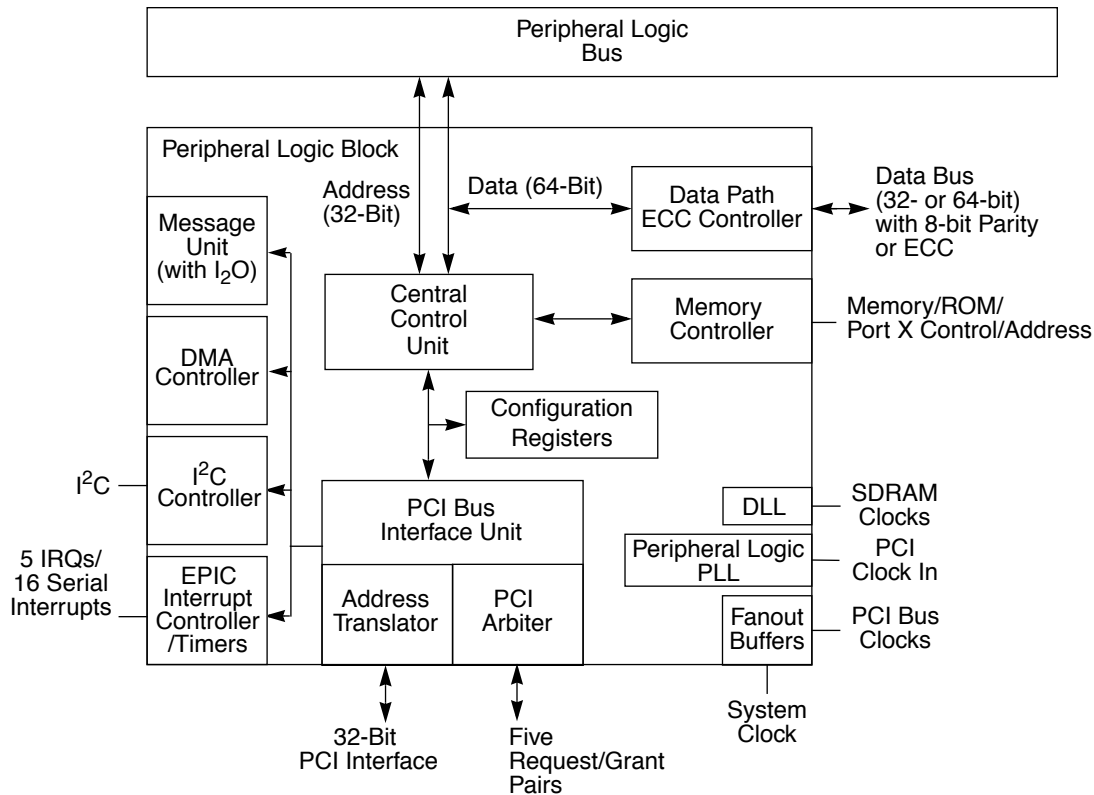 Peripheral Logic
Bus
Peripheral Logic Block
Address
(32-Bit)
Data (64-Bit)
Data Path
ECC Controller
Data Bus
(32- or 64-bit)
with 8-bit Parity
or ECC
Message
Unit
(with I₂O)
Central
Control
Unit
Memory
Controller
Memory/ROM/
Port X Control/Address
DMA
Controller
Configuration
Registers
I²C
I²C
Controller
PCI Bus
Interface Unit
DLL
SDRAM
Clocks
Peripheral Logic
PLL
PCI
Clock In
5 IRQs/
16 Serial
Interrupts
EPIC
Interrupt
Controller
/Timers
Address
Translator
PCI
Arbiter
Fanout
Buffers
PCI Bus
Clocks
System
Clock
32-Bit
PCI Interface
Five
Request/Grant
Pairs